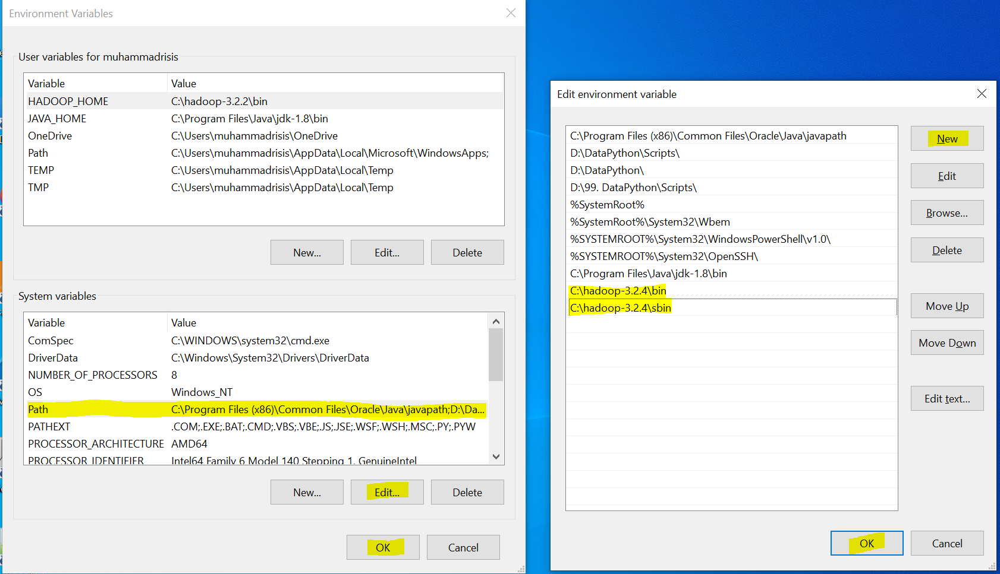 Environment Variables
User variables for muhammadrisis
Variable Value
HADOOP_HOME C:\hadoop-3.2.2\bin
JAVA_HOME C:\Program Files\Java\jdk-1.8\bin
OneDrive C:\Users\muhammadrisis\OneDrive
Path C:\Users\muhammadrisis\AppData\Local\Microsoft\WindowsApps;
TEMP C:\Users\muhammadrisis\AppData\Local\Temp
TMP C:\Users\muhammadrisis\AppData\Local\Temp
New... Edit... Delete
System variables
Variable Value
ComSpec C:\WINDOWS\system32\cmd.exe
DriverData C:\Windows\System32\Drivers\DriverData
NUMBER_OF_PROCESSORS 8
OS Windows_NT
Path C:\Program Files (x86)\Common Files\Oracle\Java\javapath;D:\Da...
PATHEXT .COM;.EXE;.BAT;.CMD;.VBS;.VBE;.JS;.JSE;.WSF;.WSH;.MSC;.PY;.PYW
PROCESSOR_ARCHITECTURE AMD64
PROCESSOR_IDENTIFIER Intel64 Family 6 Model 140 Stepping 1, GenuineIntel
New... Edit... Delete
OK Cancel
Edit environment variable
C:\Program Files (x86)\Common Files\Oracle\Java\javapath
D:\DataPython\Scripts\
D:\DataPython\
D:\99. DataPython\Scripts\
%SystemRoot%
%SystemRoot%\System32\Wbem
%SYSTEMROOT%\System32\WindowsPowerShell\v1.0\
%SYSTEMROOT%\System32\OpenSSH\
C:\Program Files\Java\jdk-1.8\bin
C:\hadoop-3.2.4\bin
C:\hadoop-3.2.4\sbin
New
Edit
Browse...
Delete
Move Up
Move Down
Edit text...
OK Cancel